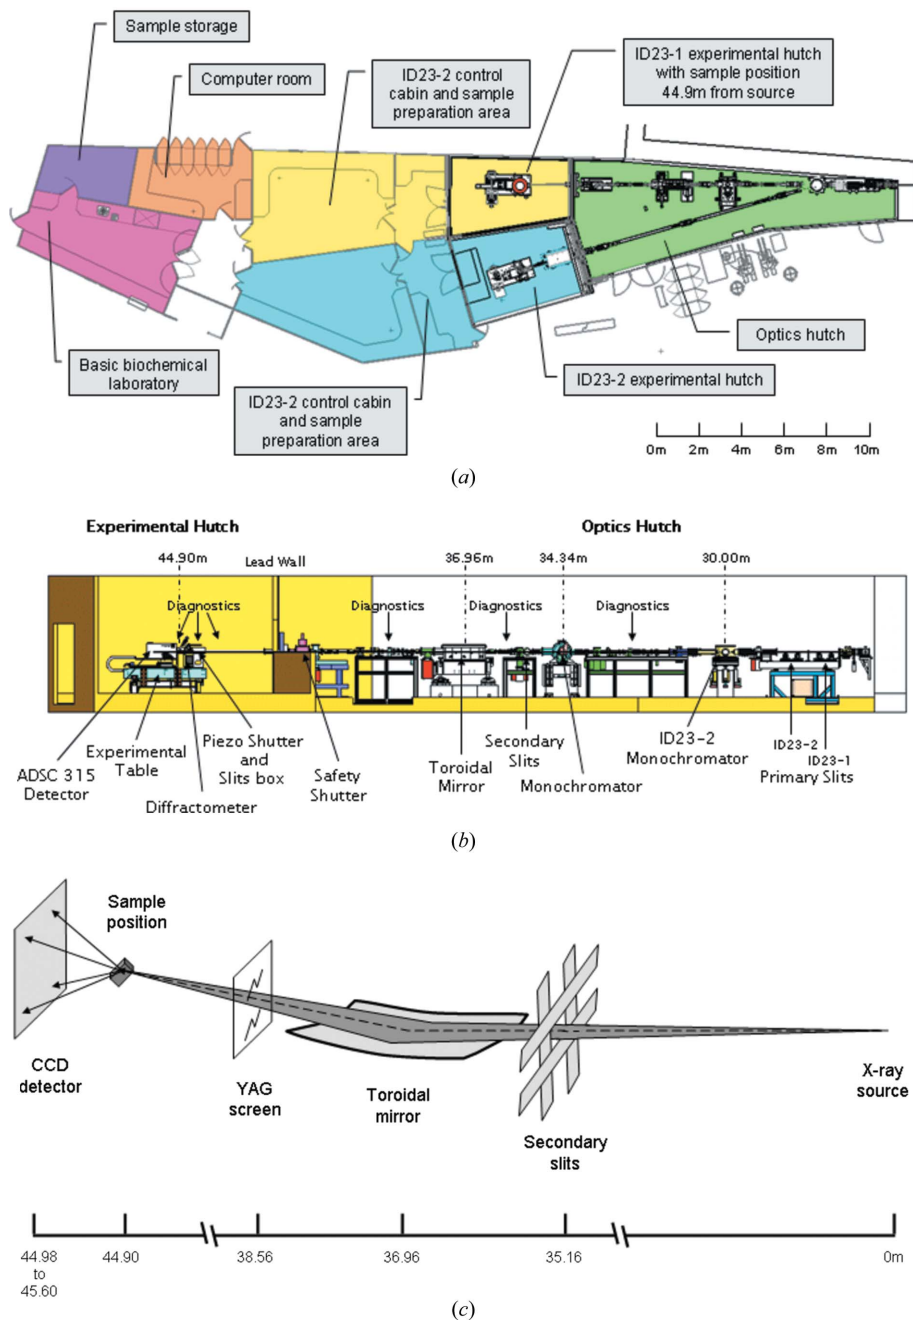 Sample storage
Computer room
ID23-2 control
cabin and sample
preparation area
ID23-1 experimental hutch
with sample position
44.9m from source
Basic biochemical
laboratory
ID23-2 control cabin
and sample
preparation area
ID23-2 experimental hutch
Optics hutch
0m 2m 4m 6m 8m 10m
(a)
Experimental Hutch
Optics Hutch
44.90m
Lead Wall
36.96m
34.34m
30.00m
Diagnostics
Diagnostics
Diagnostics
Diagnostics
ADSC 315
Detector
Experimental
Table
Diffractometer
Piezo Shutter
and
Slits box
Safety
Shutter
Toroidal
Mirror
Secondary
Slits
Monochromator
ID23-2
Monochromator
ID23-2
ID23-1
Primary Slits
(b)
Sample
position
CCD
detector
YAG
screen
Toroidal
mirror
Secondary
slits
X-ray
source
44.98
to
45.60
44.90
38.56
36.96
35.16
0m
(c)